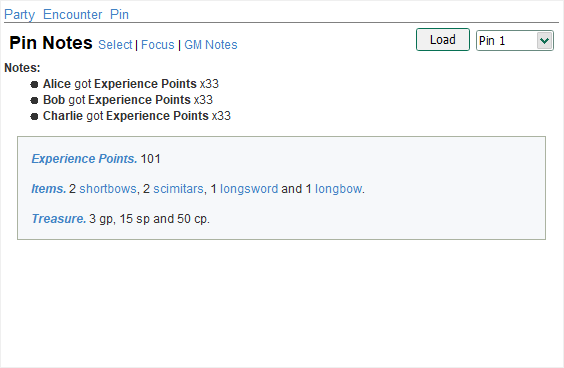 Party Encounter Pin
Pin Notes Select | Focus | GM Notes Load Pin 1
Notes:
Alice got Experience Points x33
Bob got Experience Points x33
Charlie got Experience Points x33
Experience Points. 101
Items. 2 shortbows, 2 scimitars, 1 longsword and 1 longbow.
Treasure. 3 gp, 15 sp and 50 cp.